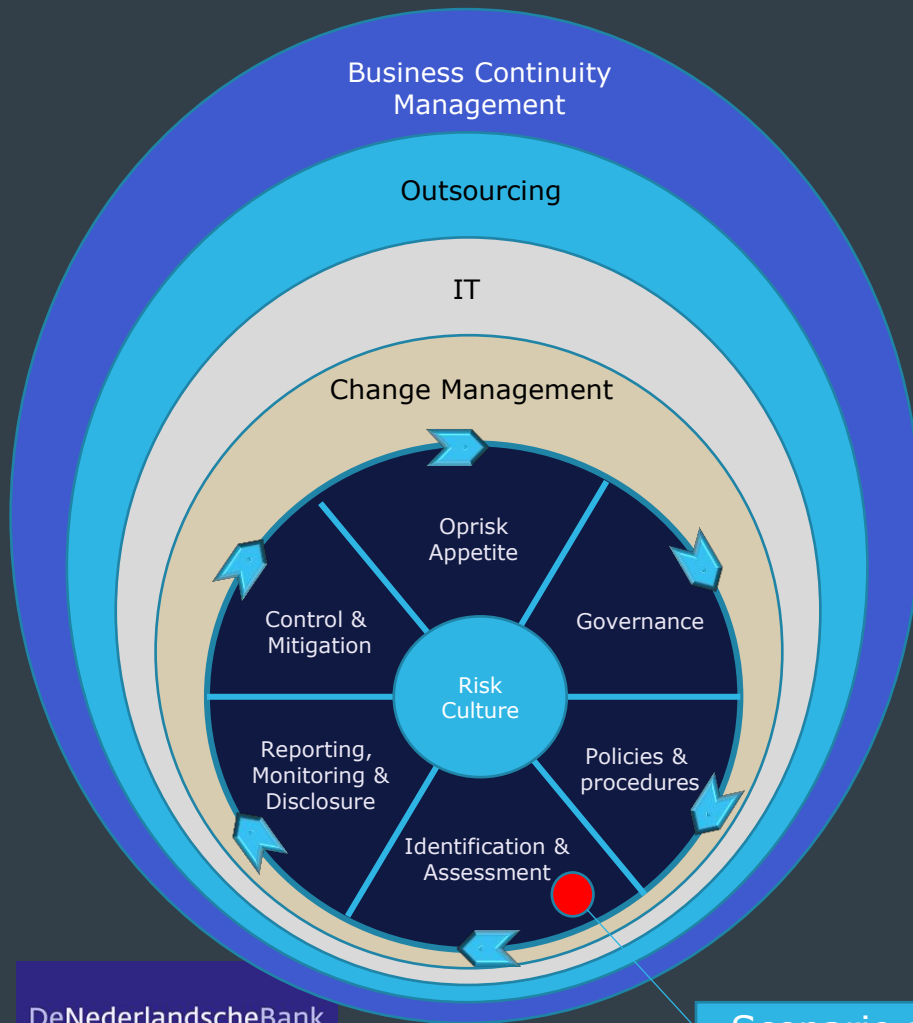 Business Continuity
Management
Outsourcing
IT
Change Management
Oprisk
Appetite
Control &
Mitigation
Governance
Risk
Culture
Reporting,
Monitoring &
Disclosure
Policies &
procedures
Identification &
Assessment
DeNederlandscheBank